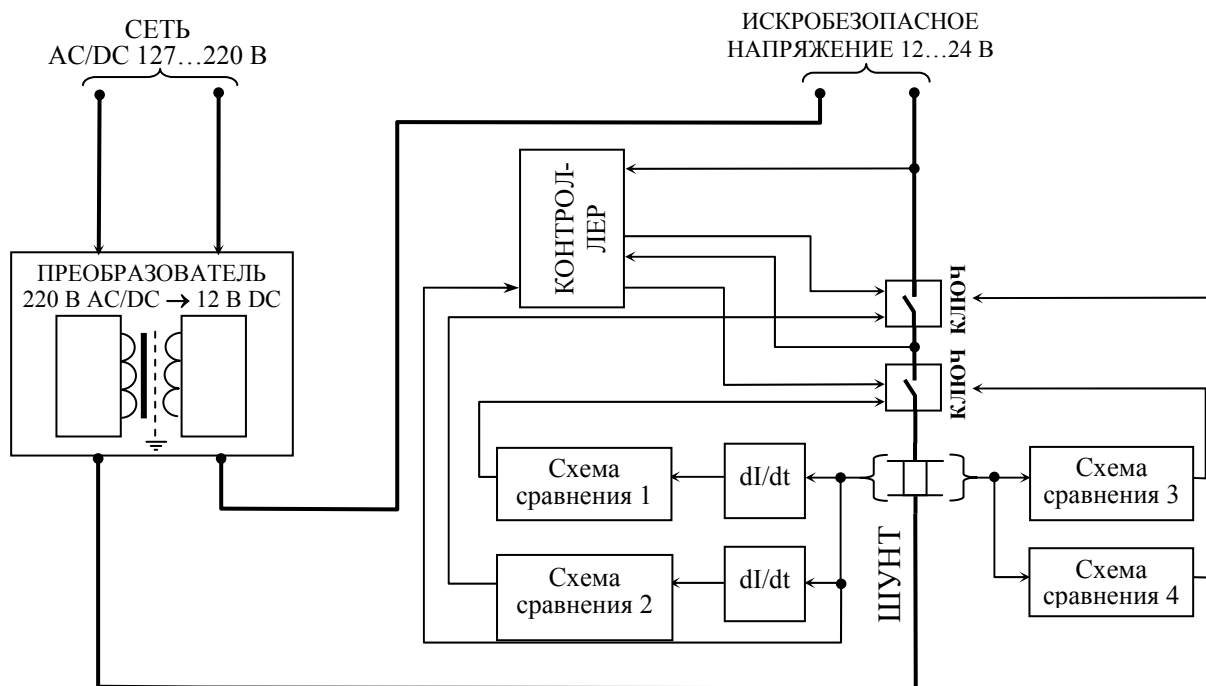 СЕТЬ
AC/DC 127…220 В
ИСКРОБЕЗОПАСНОЕ
НАПРЯЖЕНИЕ 12…24 В
КОНТРОЛ-
ЛЕР
ПРЕОБРАЗОВАТЕЛЬ
220 В AC/DC → 12 В DC
КЛЮЧ
КЛЮЧ
Схема
сравнения 1
dI/dt
Схема
сравнения 3
ШУНТ
Схема
сравнения 2
dI/dt
Схема
сравнения 4